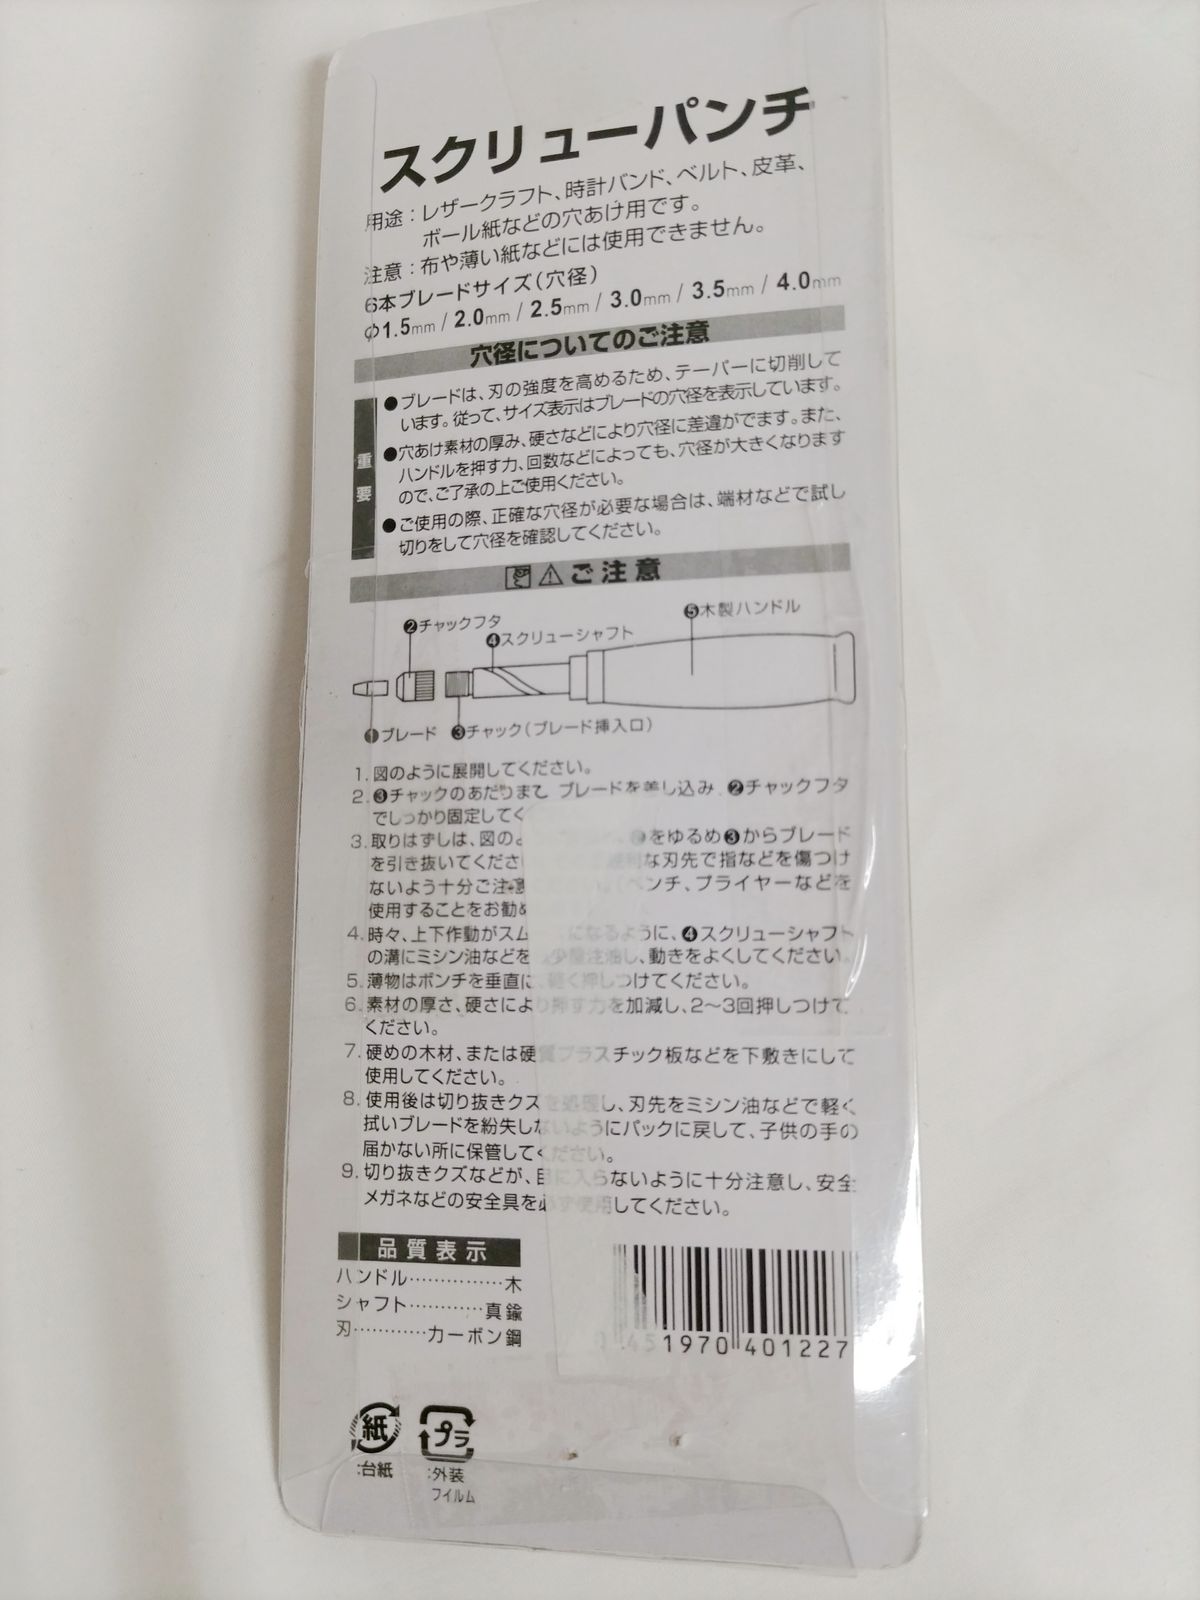 スクリューパンチ
用途：レザークラフト、時計バンド、ベルト、皮革、
ボール紙などの穴あけ用です。
注意：布や薄い紙などには使用できません。
6本ブレードサイズ（穴径）
φ1.5mm / 2.0mm / 2.5mm / 3.0mm / 3.5mm / 4.0mm
穴径についてのご注意
重要
●ブレードは、刃の強度を高めるため、テーパーに切削して
います。従って、サイズ表示はブレードの穴径を表示しています。
●穴あけ素材の厚み、硬さなどにより穴径に差違がでます。また、
ハンドルを押す力、回数などによっても、穴径が大きくなります
ので、ご了承の上ご使用ください。
●ご使用の際、正確な穴径が必要な場合は、端材などで試し
切りをして穴径を確認してください。
⚠ご注意
❺木製ハンドル
❷チャックフタ
❹スクリューシャフト
❶ブレード ❸チャック（ブレード挿入口）
1. 図のように展開してください。
2. ❸チャックのあたりまで ブレードを差し込み ❷チャックフタ
でしっかり固定してく
3. 取りはずしは、図のよ をゆるめ❸からブレード
を引き抜いてくださ な刃先で指などを傷つけ
ないよう十分ご注意 （ペンチ、プライヤーなどを
使用することをお勧め
4. 時々、上下作動がスム になるように、❹スクリューシャフト
の溝にミシン油などを 少量注油し、動きをよくしてください。
5. 薄物はポンチを垂直に、軽く押しつけてください。
6. 素材の厚さ、硬さにより押す力を加減し、2〜3回押しつけて
ください。
7. 硬めの木材、または硬質プラスチック板などを下敷きにして
使用してください。
8. 使用後は切り抜きクズを処理し、刃先をミシン油などで軽く
拭いブレードを紛失しないようにパックに戻して、子供の手の
届かない所に保管してください。
9. 切り抜きクズなどが、目に入らないように十分注意し、安全
メガネなどの安全具を必ず使用してください。
品質表示
ハンドル……………木
シャフト…………真鍮
刃…………カーボン鋼
451970 401227
紙
:台紙
プラ
:外装
フィルム